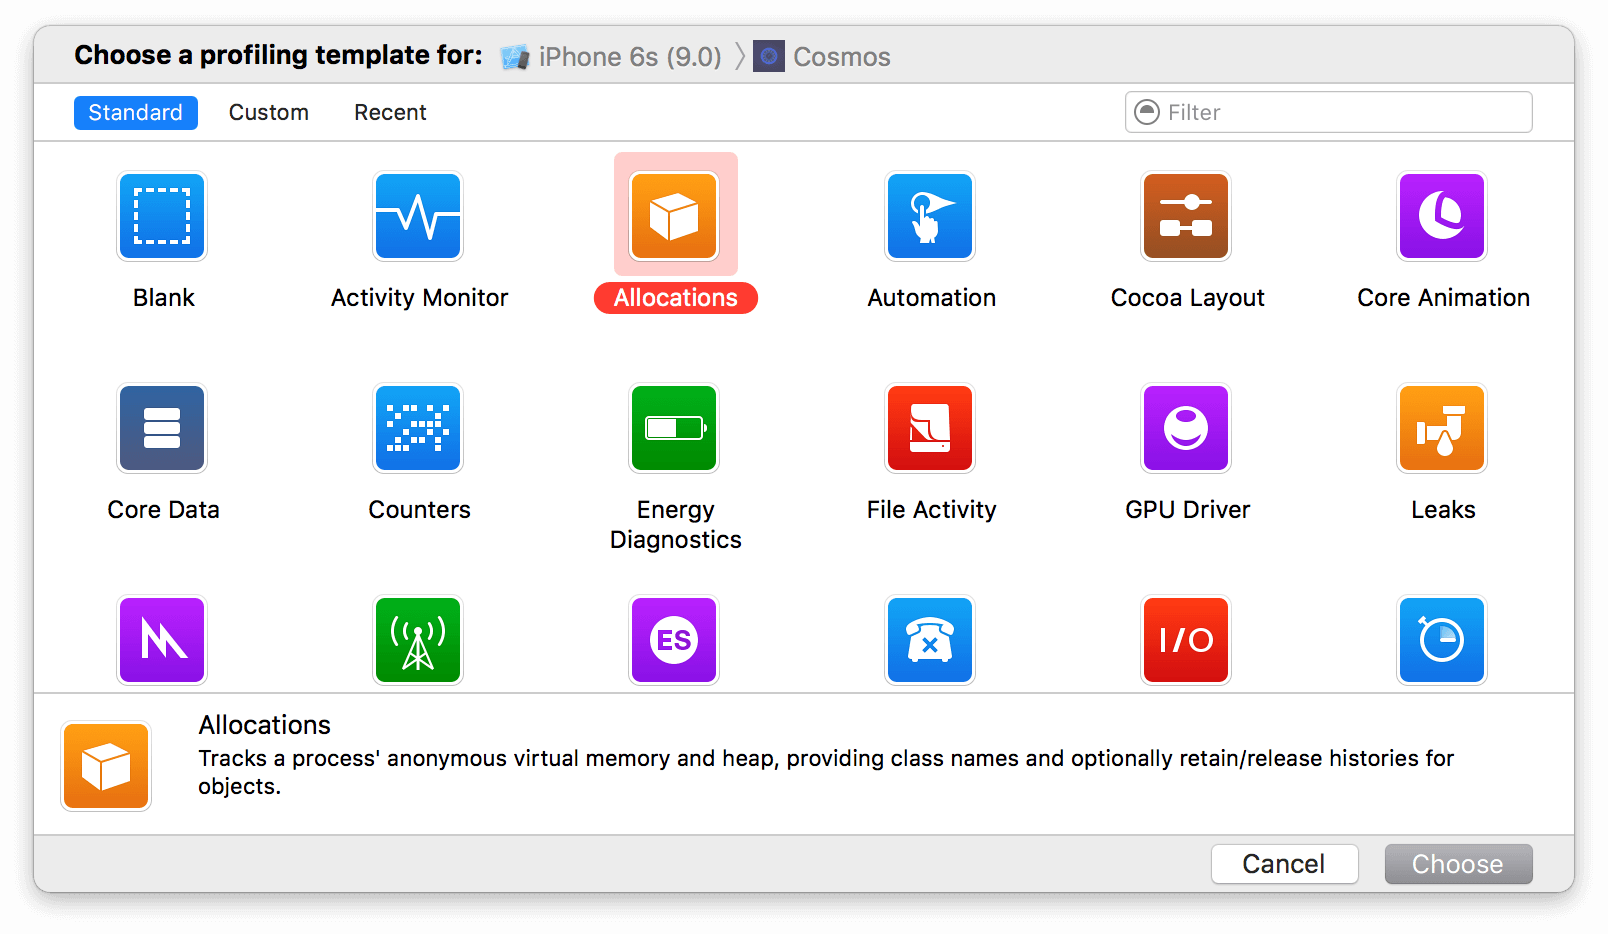 Choose a profiling template for: iPhone 6s (9.0) Cosmos
Standard Custom Recent Filter
Blank Activity Monitor Allocations Automation Cocoa Layout Core Animation
Core Data Counters Energy Diagnostics File Activity GPU Driver Leaks
ES I/O
Allocations
Tracks a process' anonymous virtual memory and heap, providing class names and optionally retain/release histories for
objects.
Cancel Choose